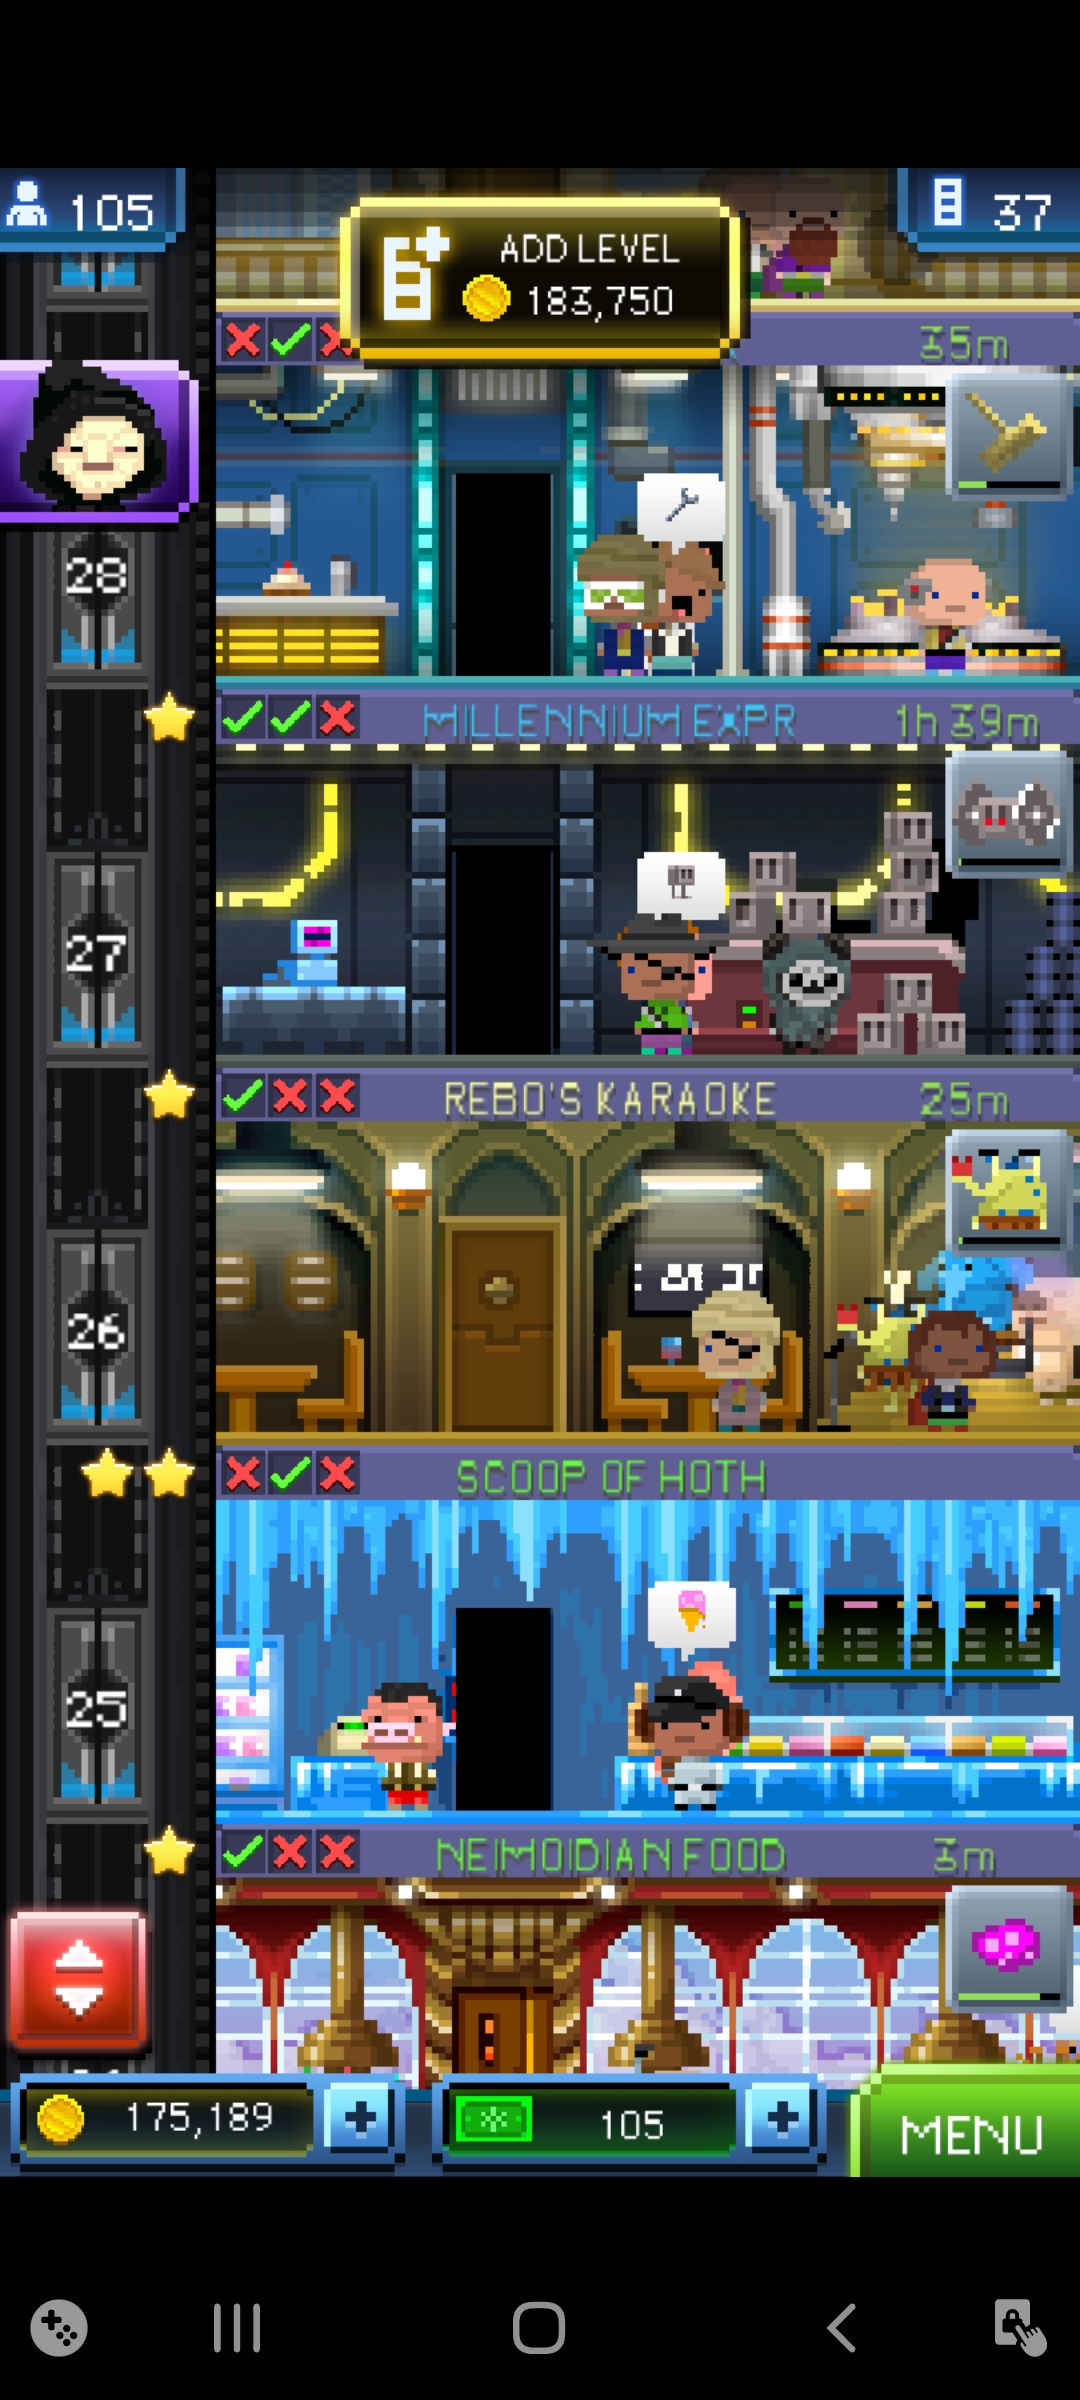 105
37
ADD LEVEL
183,750
35m
28
MILLENNIUM EXPR
1h 39m
27
REBO'S KARAOKE
25m
26
SCOOP OF HOTH
25
NEIMOIDIAN FOOD
3m
175,189
105
MENU